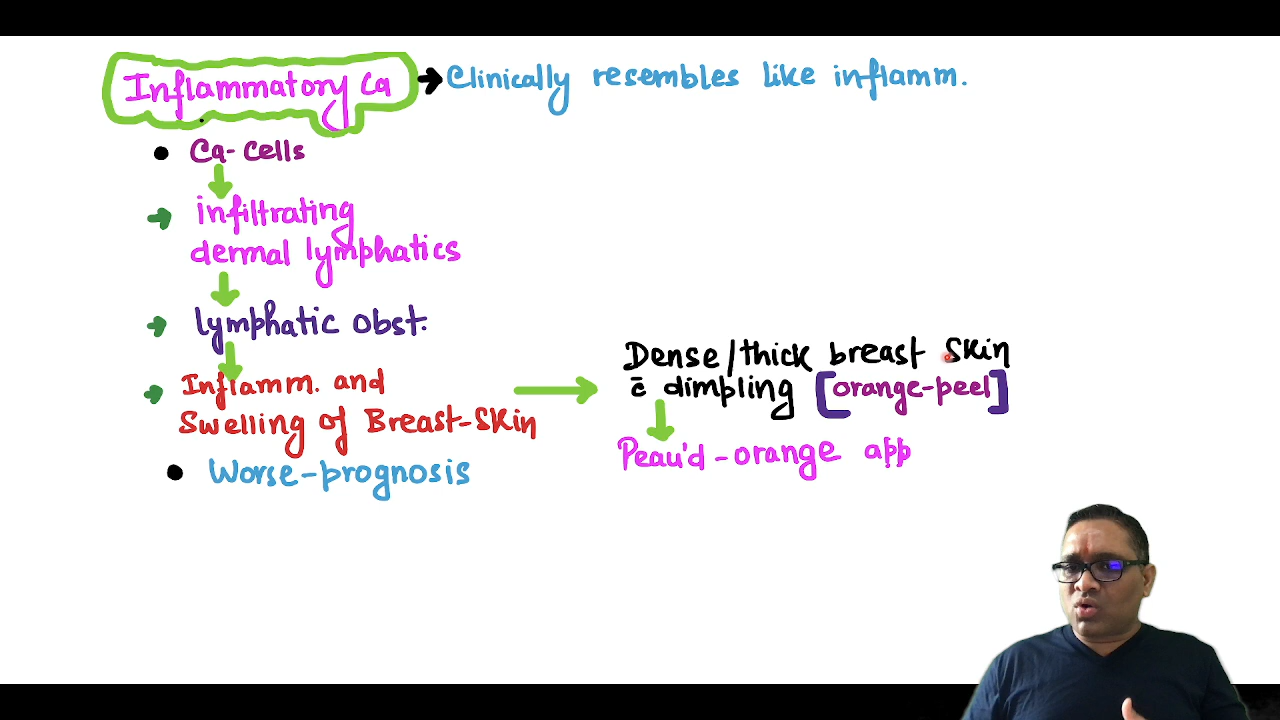 Inflammatory Ca → Clinically resembles like inflamm.
• Ca-cells
→ infiltrating
dermal lymphatics
→ lymphatic obst.
→ Inflamm. and
Swelling of Breast-Skin
• Worse-prognosis
Dense/thick breast skin
c̄ dimpling [orange-peel]
Peau'd-orange app